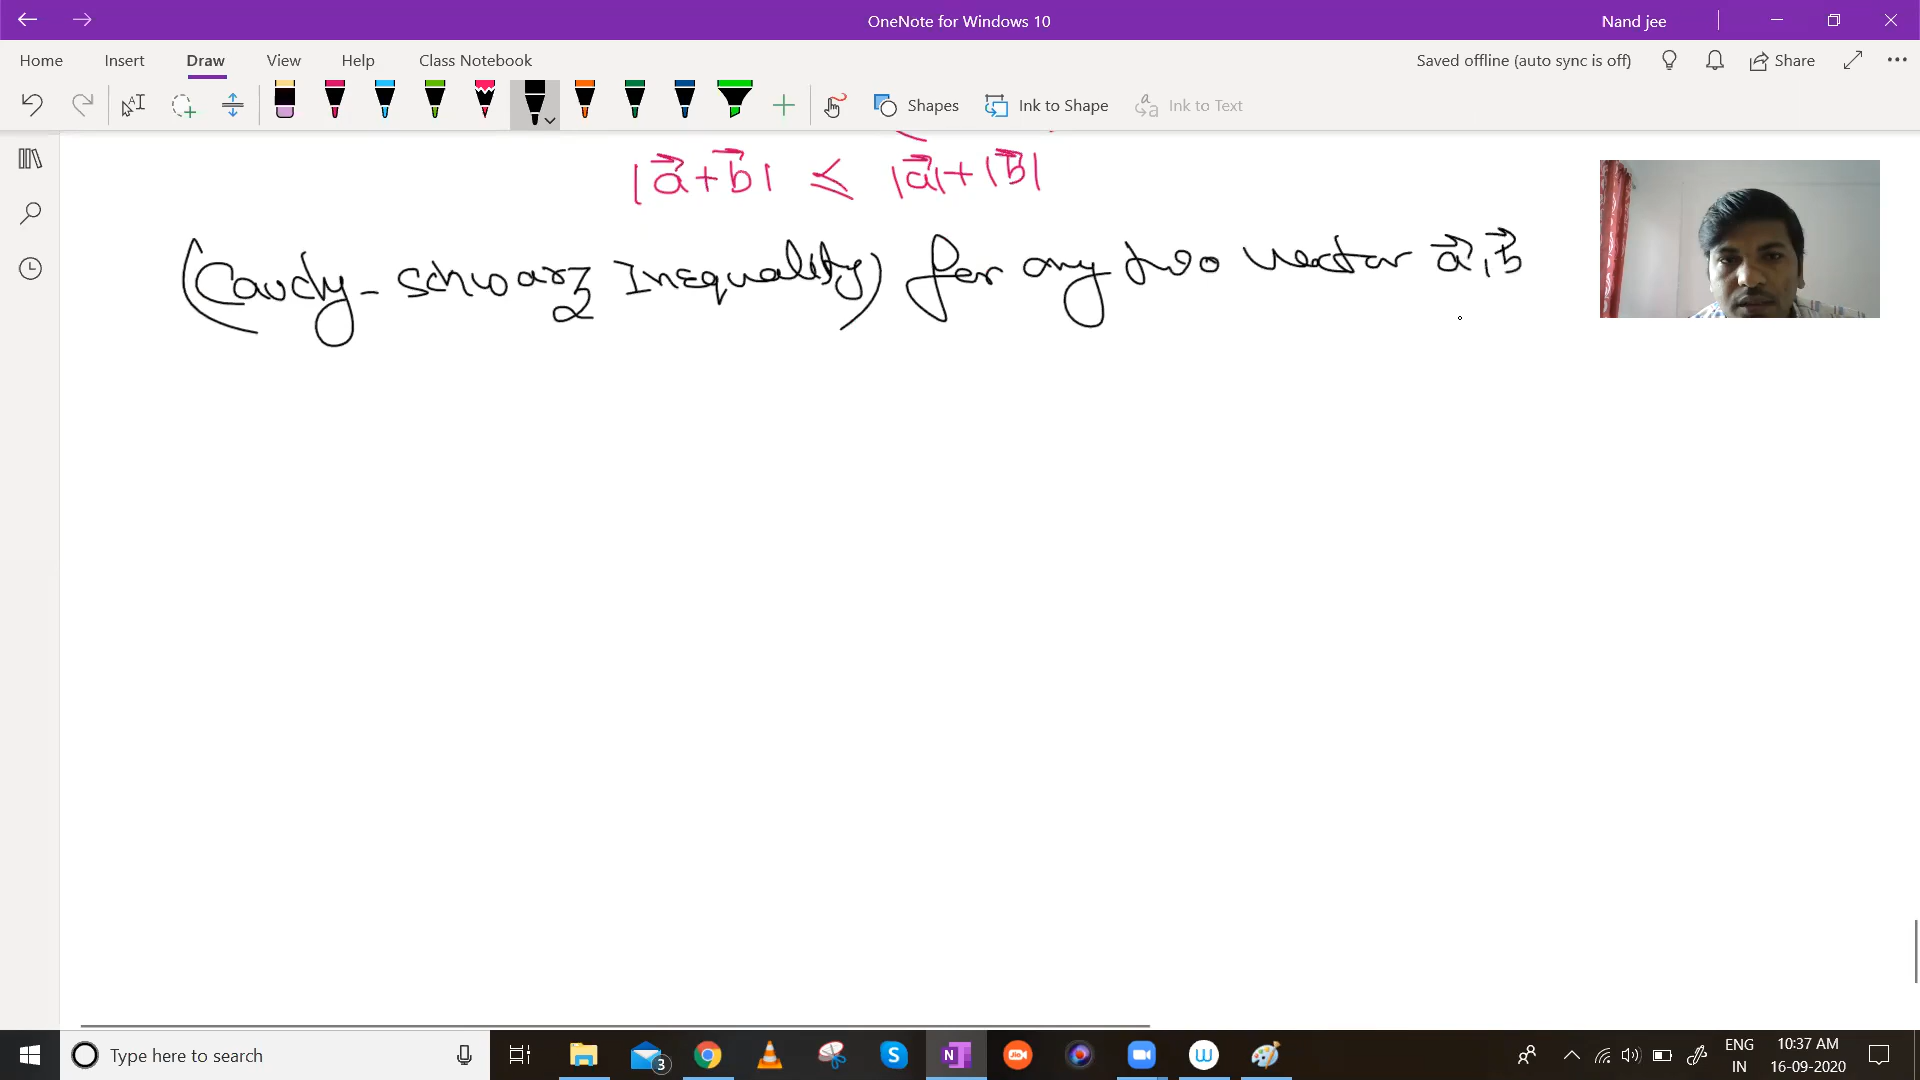 OneNote for Windows 10
Nand jee
Home Insert Draw View Help Class Notebook
Saved offline (auto sync is off) Share
Shapes Ink to Shape Ink to Text
|a⃗+b⃗| ≤ |a⃗|+|b⃗|
(Caudy-Schwarz Inequality) for any two vector a⃗,b⃗
Type here to search
3
ENG
IN
10:37 AM
16-09-2020